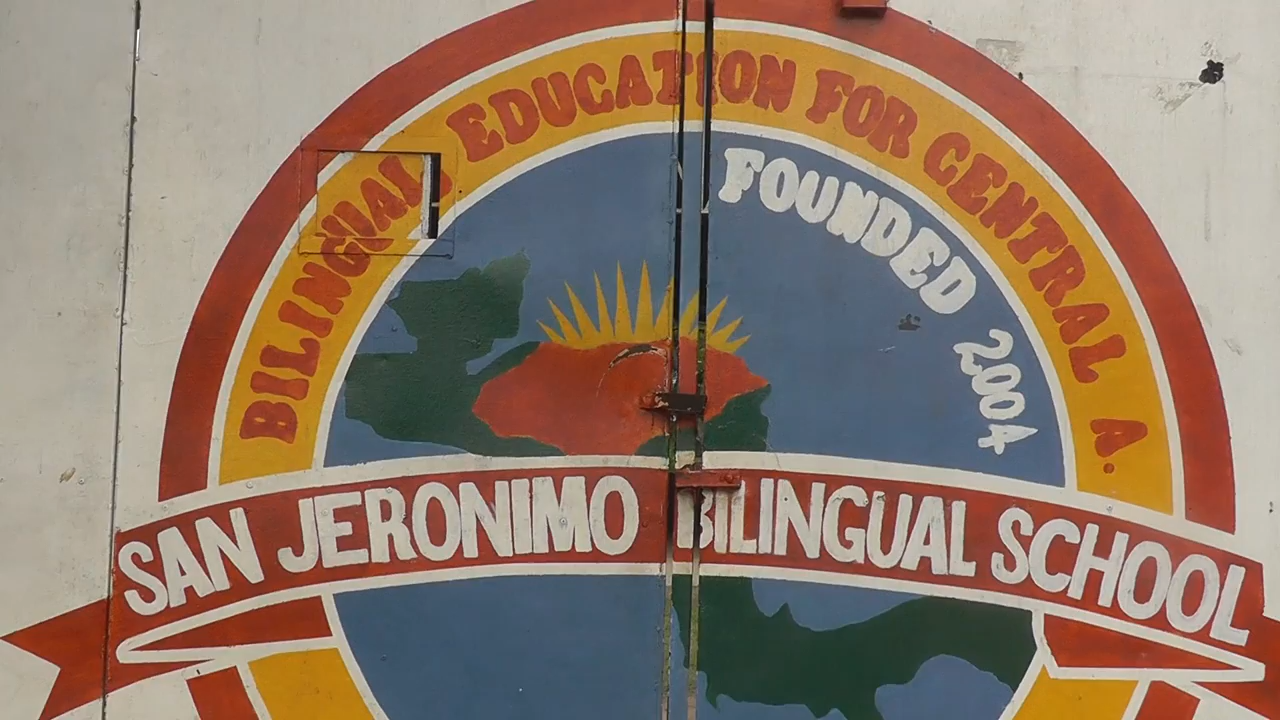 BILINGUAL EDUCATION FOR CENTRAL A.
FOUNDED 2004
SAN JERONIMO BILINGUAL SCHOOL